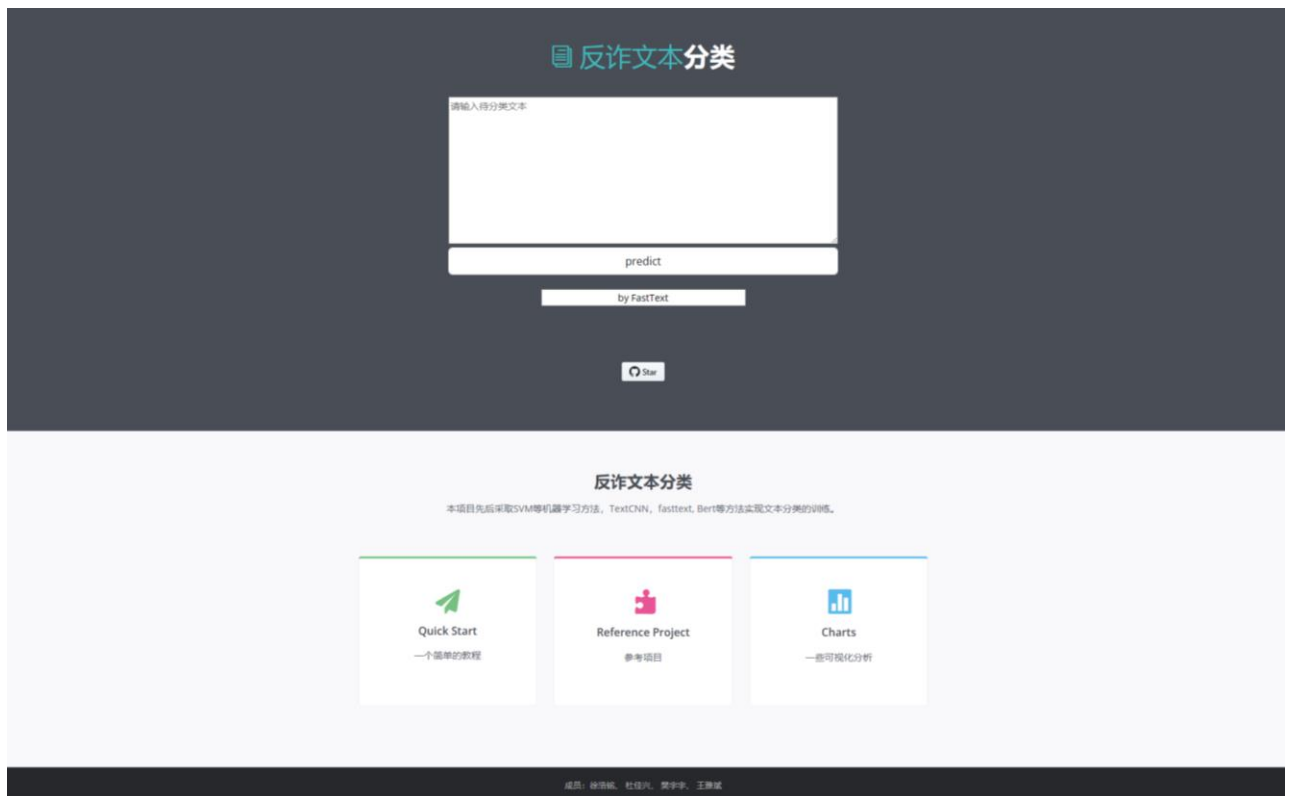 反诈文本分类
请输入待分类文本
predict
by FastText
Star
反诈文本分类
本项目先后采取SVM等机器学习方法，TextCNN，fasttext, Bert等方法实现文本分类的训练。
Quick Start
一个简单的教程
Reference Project
参考项目
Charts
一些可视化分析
成员：